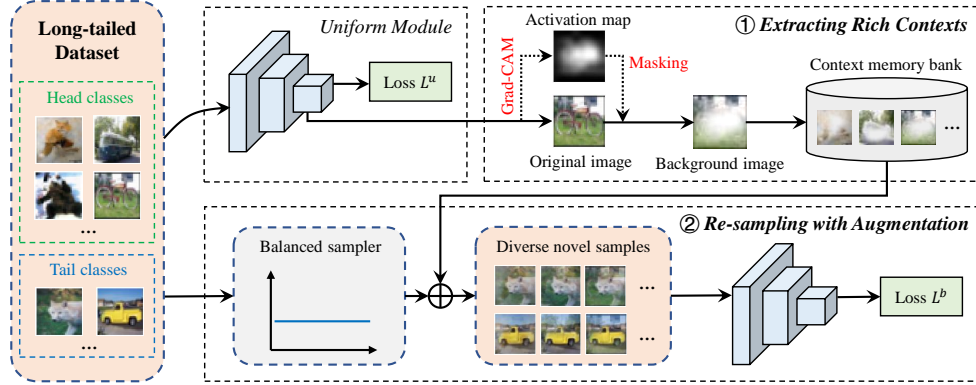 Long-tailed
Dataset
Head classes
...
Tail classes
...
Uniform Module
Loss L^u
① Extracting Rich Contexts
Activation map
Grad-CAM
Masking
Original image
Background image
Context memory bank
...
② Re-sampling with Augmentation
Balanced sampler
Diverse novel samples
...
...
Loss L^b